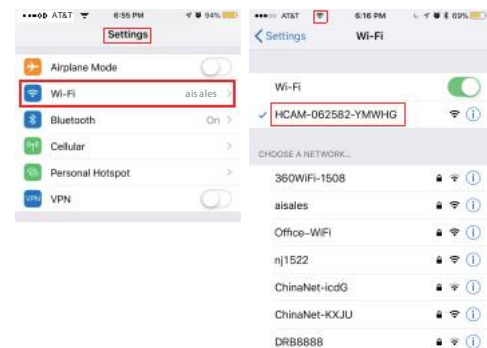 AT&T 6:55 PM 94%
Settings
Airplane Mode
Wi-Fi aisales
Bluetooth On
Cellular
Personal Hotspot
VPN VPN
AT&T 6:16 PM 69%
Settings Wi-Fi
Wi-Fi
HCAM-062582-YMWHG
CHOOSE A NETWORK...
360WiFi-1508
aisales
Office-WiFi
nj1522
ChinaNet-icdG
ChinaNet-KXJU
DRB8888